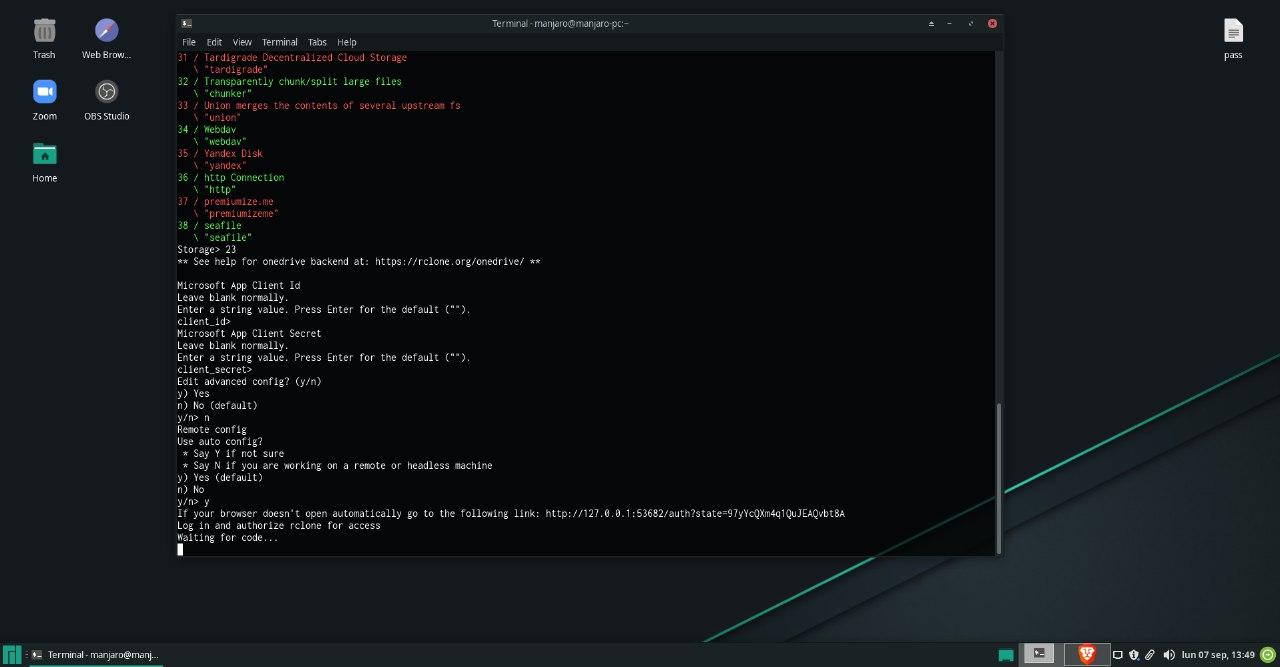 Trash
Web Brow...
Zoom
OBS Studio
Home
pass
Terminal - manjaro@manjaro-pc:~
File Edit View Terminal Tabs Help
31 / Tardigrade Decentralized Cloud Storage
   \ "tardigrade"
32 / Transparently chunk/split large files
   \ "chunker"
33 / Union merges the contents of several upstream fs
   \ "union"
34 / Webdav
   \ "webdav"
35 / Yandex Disk
   \ "yandex"
36 / http Connection
   \ "http"
37 / premiumize.me
   \ "premiumizeme"
38 / seafile
   \ "seafile"
Storage> 23
** See help for onedrive backend at: https://rclone.org/onedrive/ **

Microsoft App Client Id
Leave blank normally.
Enter a string value. Press Enter for the default ("").
client_id>
Microsoft App Client Secret
Leave blank normally.
Enter a string value. Press Enter for the default ("").
client_secret>
Edit advanced config? (y/n)
y) Yes
n) No (default)
y/n> n
Remote config
Use auto config?
 * Say Y if not sure
 * Say N if you are working on a remote or headless machine
y) Yes (default)
n) No
y/n> y
If your browser doesn't open automatically go to the following link: http://127.0.0.1:53682/auth?state=97yYcQXm4q1QuJEAQvbt8A
Log in and authorize rclone for access
Waiting for code...
Terminal - manjaro@manj...
lun 07 sep, 13:49